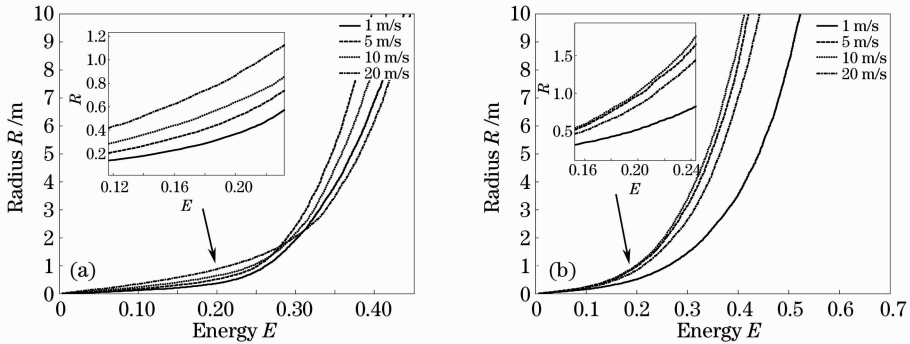 10
9
8
7
6
5
4
3
2
1
0
Radius R /m
1.2
1.0
0.8
0.6
0.4
0.2
R
0.12 0.16 0.20
E
1 m/s
5 m/s
10 m/s
20 m/s
(a)
0 0.10 0.20 0.30 0.40
Energy E
10
9
8
7
6
5
4
3
2
1
0
Radius R /m
1.5
1.0
0.5
R
0.16 0.20 0.24
E
1 m/s
5 m/s
10 m/s
20 m/s
(b)
0 0.1 0.2 0.3 0.4 0.5 0.6 0.7
Energy E